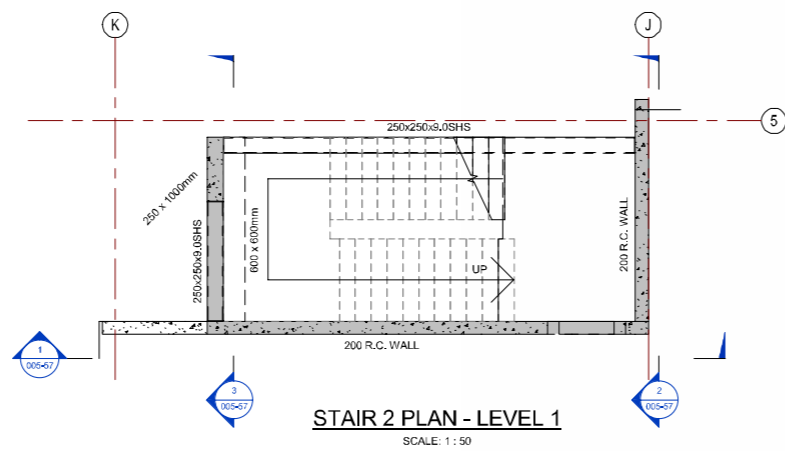 K
J
5
250x250x9.0SHS
250 x 1000mm
250x250x9.0SHS
600 x 600mm
200 R.C. WALL
UP
200 R.C. WALL
1
005-57
3
005-57
2
005-57
STAIR 2 PLAN - LEVEL 1
SCALE: 1 : 50